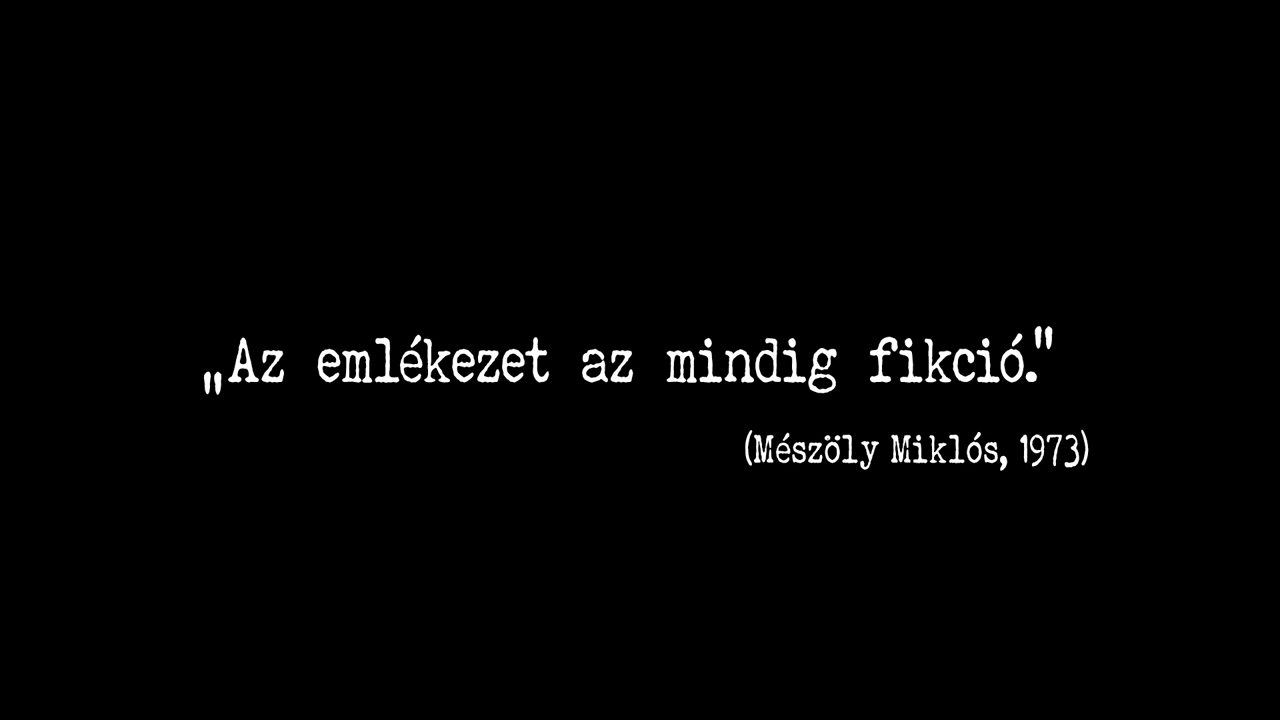 „Az emlékezet az mindig fikció."
(Mészöly Miklós, 1973)